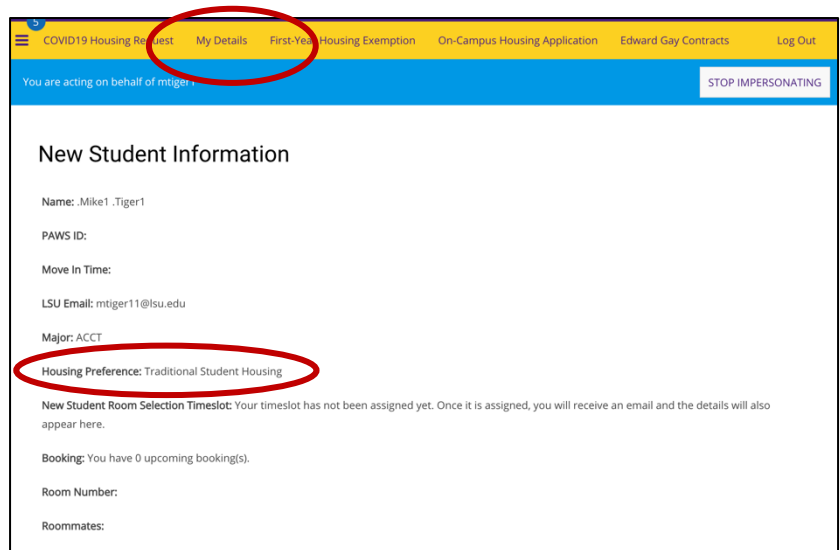 5
COVID19 Housing Request My Details First-Year Housing Exemption On-Campus Housing Application Edward Gay Contracts Log Out
You are acting on behalf of mtiger1 STOP IMPERSONATING
New Student Information
Name: .Mike1 .Tiger1
PAWS ID:
Move In Time:
LSU Email: mtiger11@lsu.edu
Major: ACCT
Housing Preference: Traditional Student Housing
New Student Room Selection Timeslot: Your timeslot has not been assigned yet. Once it is assigned, you will receive an email and the details will also
appear here.
Booking: You have 0 upcoming booking(s).
Room Number:
Roommates: